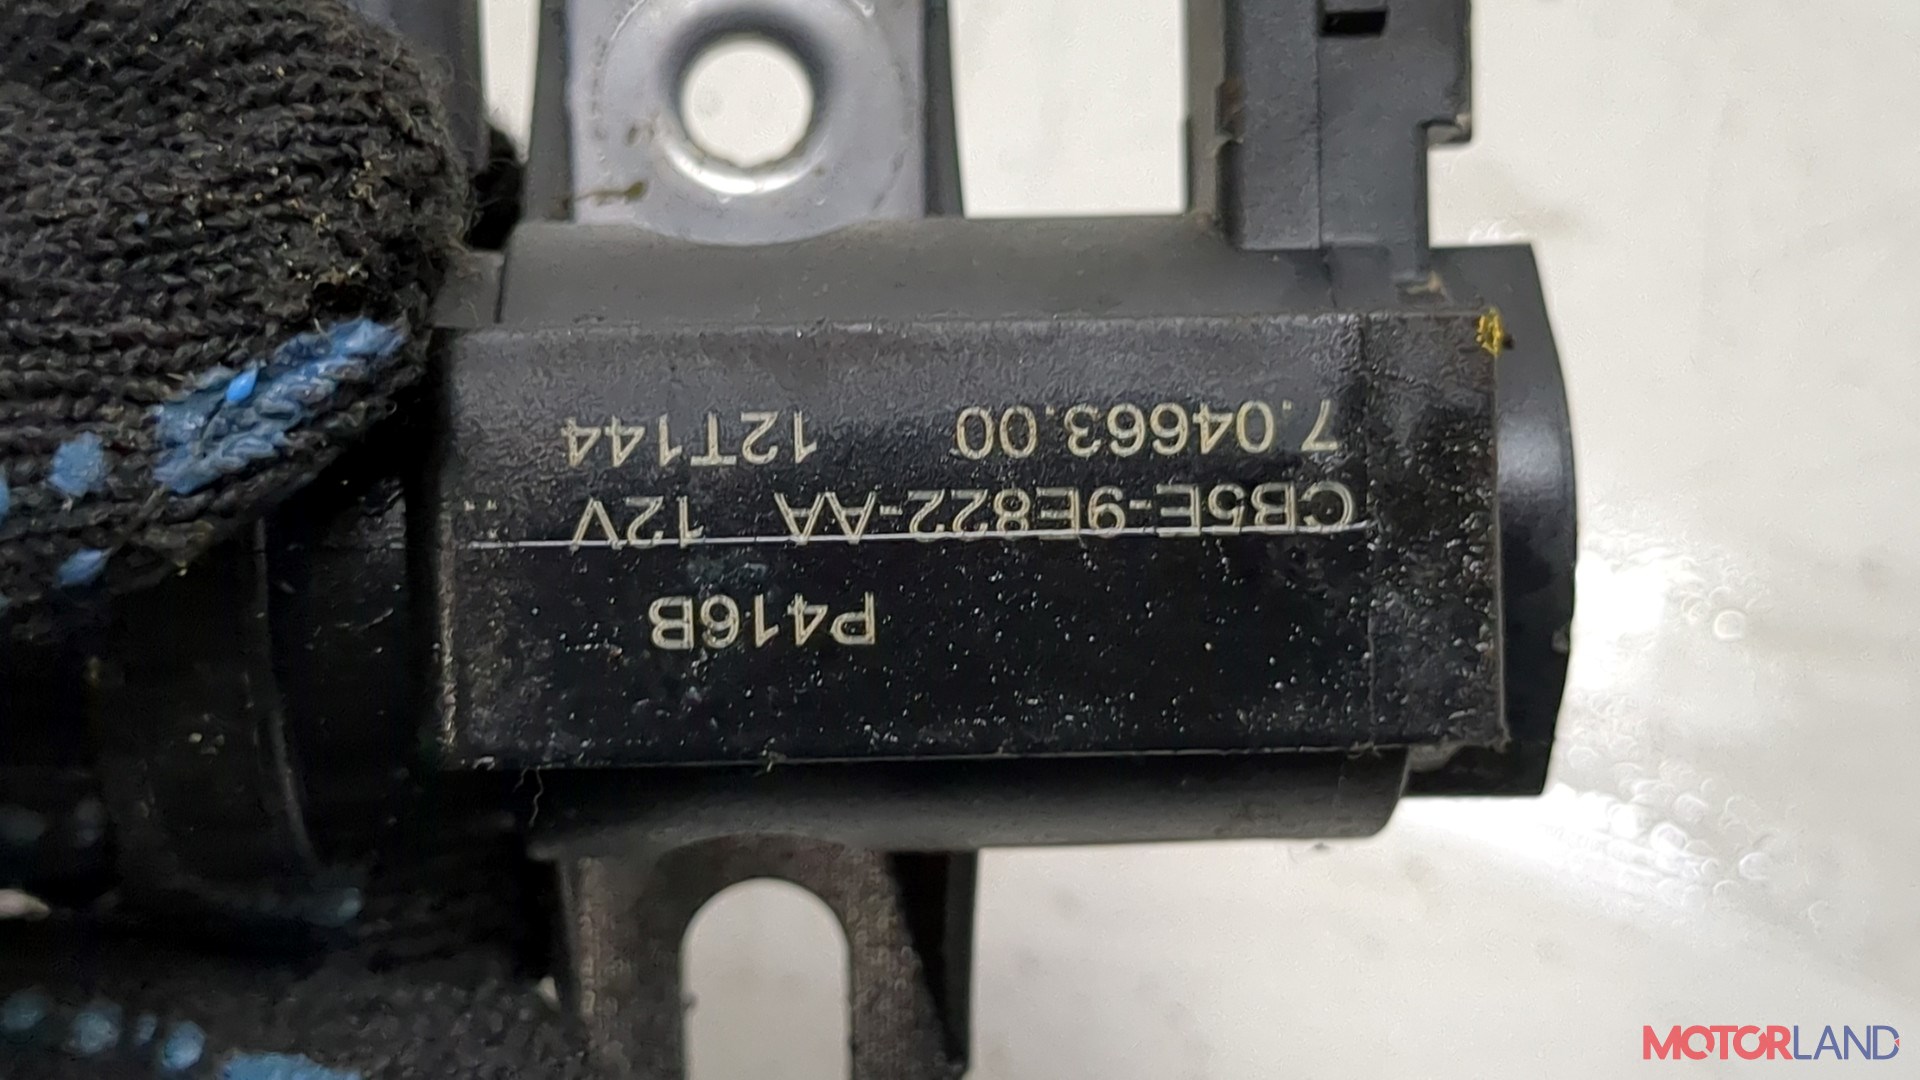 P416B
CB5E-9E822-AA 12V
7.04663.00 12T144
MOTORLAND